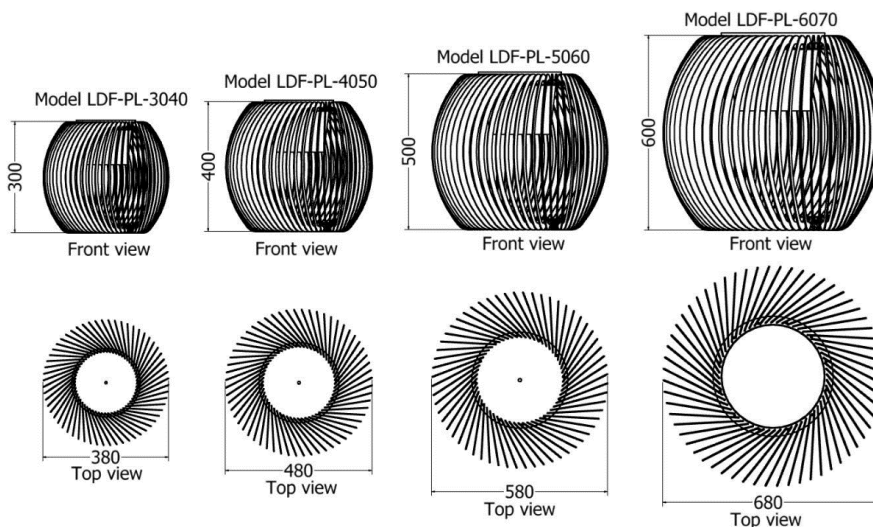 Model LDF-PL-3040
300
Front view
380
Top view
Model LDF-PL-4050
400
Front view
480
Top view
Model LDF-PL-5060
500
Front view
580
Top view
Model LDF-PL-6070
600
Front view
680
Top view